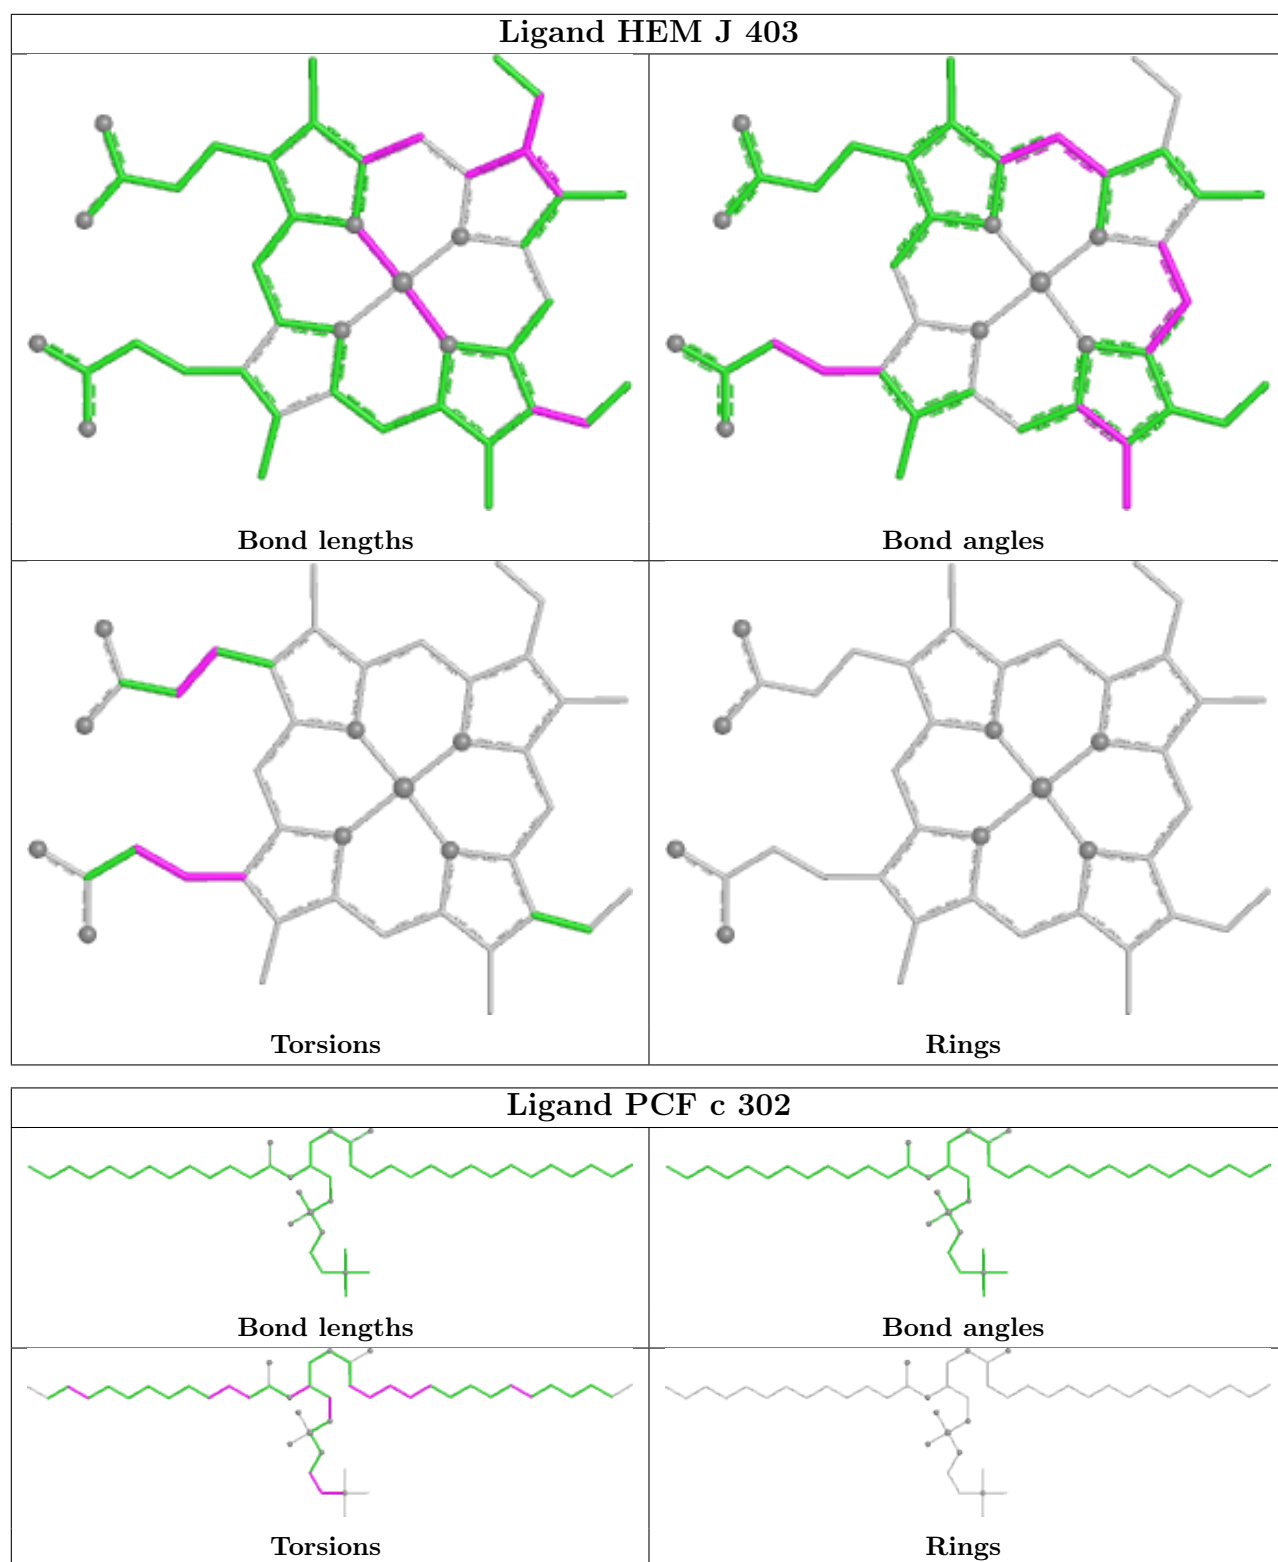 Ligand HEM J 403
Bond lengths
Bond angles
Torsions
Rings
Ligand PCF c 302
Bond lengths
Bond angles
Torsions
Rings